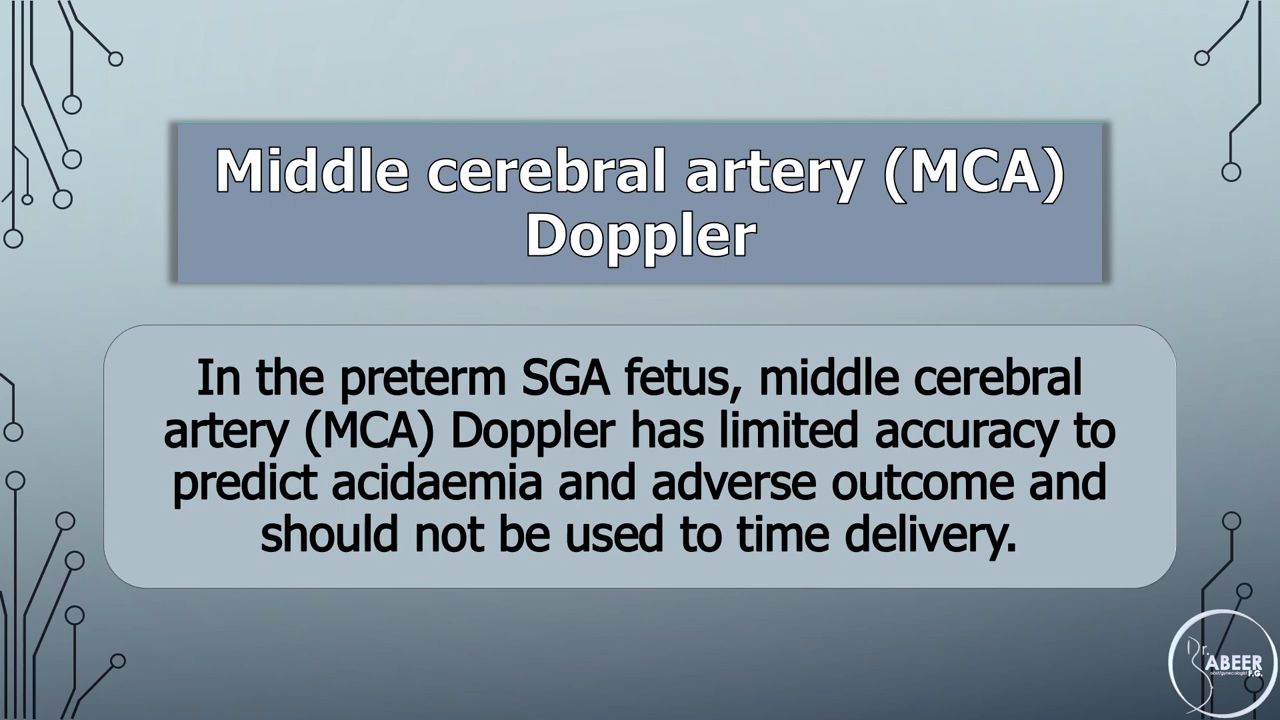 Middle cerebral artery (MCA)
Doppler
In the preterm SGA fetus, middle cerebral
artery (MCA) Doppler has limited accuracy to
predict acidaemia and adverse outcome and
should not be used to time delivery.
Dr.
ABEER
F.G.